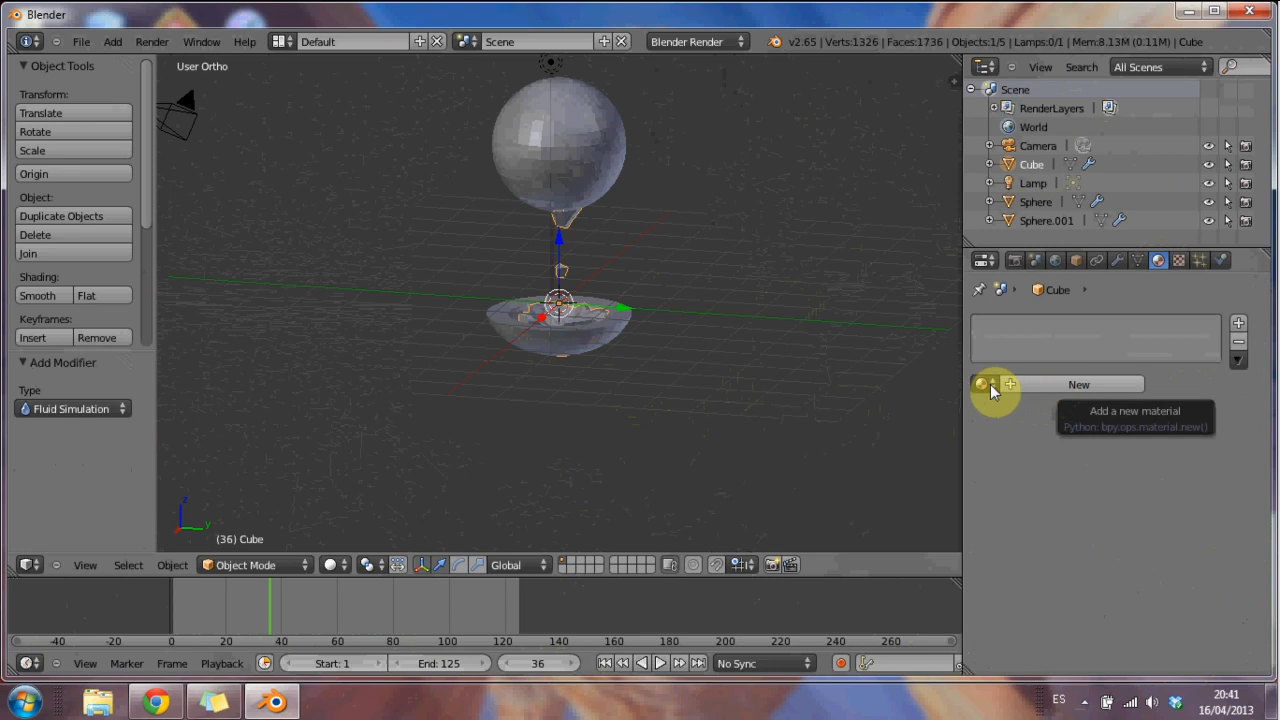 Blender
File Add Render Window Help Default Scene Blender Render v2.65 | Verts:1326 | Faces:1736 | Objects:1/5 | Lamps:0/1 | Mem:8.13M (0.11M) | Cube
Object Tools
Transform:
Translate
Rotate
Scale
Origin
Object:
Duplicate Objects
Delete
Join
Shading:
Smooth Flat
Keyframes:
Insert Remove
Add Modifier
Type
Fluid Simulation
User Ortho
z
y
(36) Cube
View Select Object Object Mode Global
-40 -20 0 20 40 60 80 100 120 140 160 180 200 220 240 260
View Marker Frame Playback Start: 1 End: 125 36 No Sync
View Search All Scenes
Scene
RenderLayers
World
Camera
Cube
Lamp
Sphere
Sphere.001
Cube
New
Add a new material
Python: bpy.ops.material.new()
ES
20:41
16/04/2013